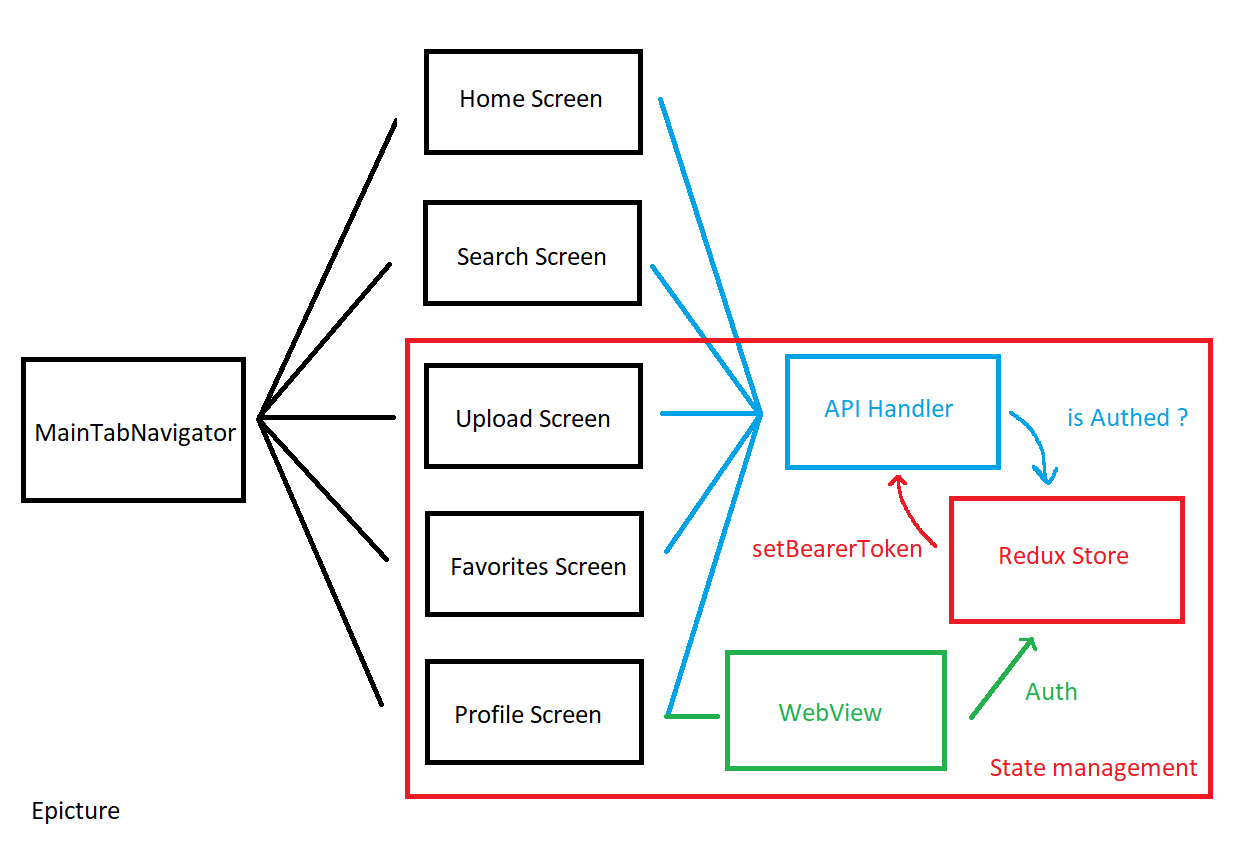 Home Screen
Search Screen
MainTabNavigator
Upload Screen
Favorites Screen
Profile Screen
API Handler
is Authed ?
setBearerToken
Redux Store
WebView
Auth
State management
Epicture